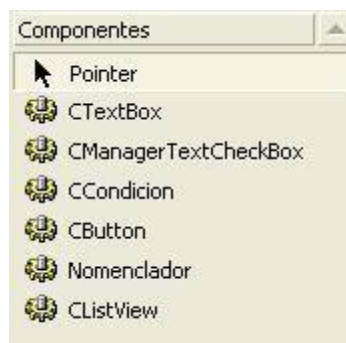 Componentes
Pointer
CTextBox
CManagerTextCheckBox
CCondicion
CButton
Nomenclador
CListView